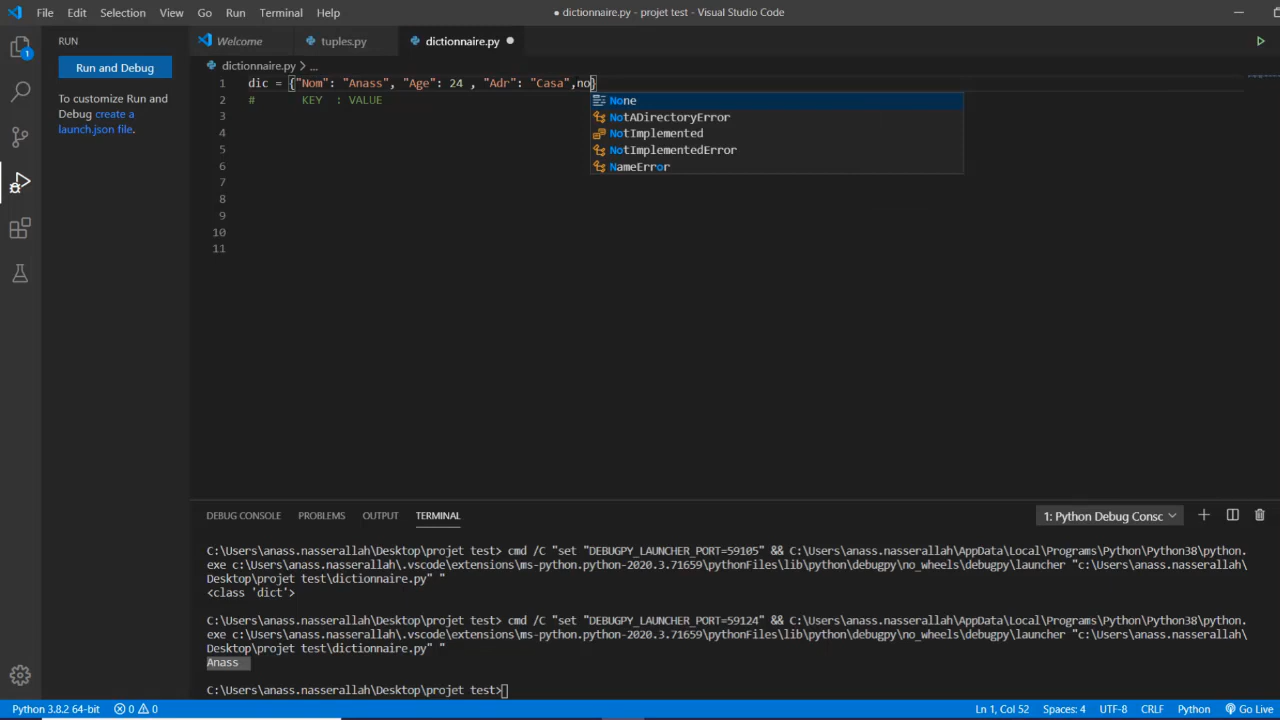 File Edit Selection View Go Run Terminal Help
● dictionnaire.py - projet test - Visual Studio Code
RUN
Welcome
tuples.py
dictionnaire.py ●
Run and Debug
To customize Run and
Debug create a
launch.json file.
1
dictionnaire.py > ...
1 dic = {"Nom": "Anass", "Age": 24 , "Adr": "Casa",no}
2 # KEY : VALUE
3
4
5
6
7
8
9
10
11
None
NotADirectoryError
NotImplemented
NotImplementedError
NameError
DEBUG CONSOLE PROBLEMS OUTPUT TERMINAL
1: Python Debug Consc
C:\Users\anass.nasserallah\Desktop\projet test> cmd /C "set "DEBUGPY_LAUNCHER_PORT=59105" && C:\Users\anass.nasserallah\AppData\Local\Programs\Python\Python38\python.
exe c:\Users\anass.nasserallah\.vscode\extensions\ms-python.python-2020.3.71659\pythonFiles\lib\python\debugpy\no_wheels\debugpy\launcher "c:\Users\anass.nasserallah\
Desktop\projet test\dictionnaire.py" "
<class 'dict'>
C:\Users\anass.nasserallah\Desktop\projet test> cmd /C "set "DEBUGPY_LAUNCHER_PORT=59124" && C:\Users\anass.nasserallah\AppData\Local\Programs\Python\Python38\python.
exe c:\Users\anass.nasserallah\.vscode\extensions\ms-python.python-2020.3.71659\pythonFiles\lib\python\debugpy\no_wheels\debugpy\launcher "c:\Users\anass.nasserallah\
Desktop\projet test\dictionnaire.py" "
Anass
C:\Users\anass.nasserallah\Desktop\projet test>
Python 3.8.2 64-bit 0 0
Ln 1, Col 52 Spaces: 4 UTF-8 CRLF Python Go Live